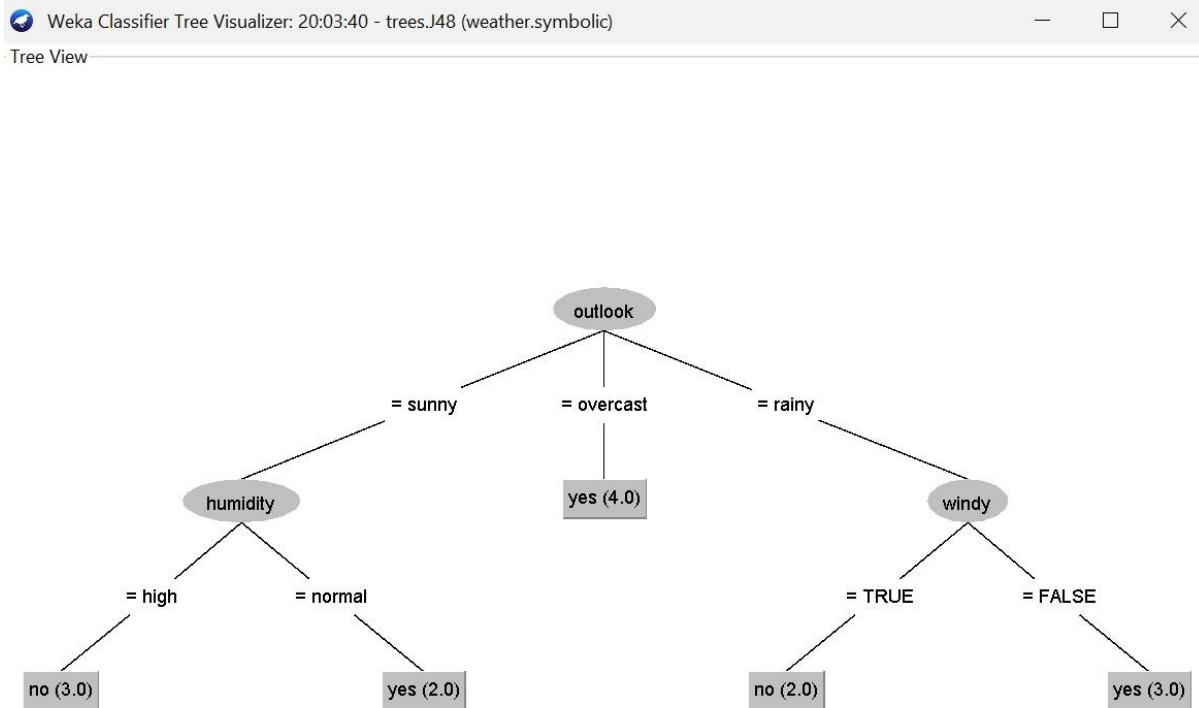 Weka Classifier Tree Visualizer: 20:03:40 - trees.J48 (weather.symbolic)
Tree View
outlook
= sunny
= overcast
= rainy
humidity
yes (4.0)
windy
= high
= normal
= TRUE
= FALSE
no (3.0)
yes (2.0)
no (2.0)
yes (3.0)